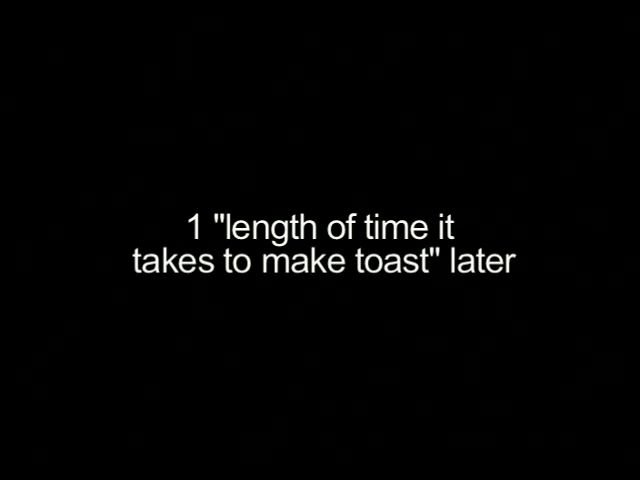 1 "length of time it
takes to make toast" later